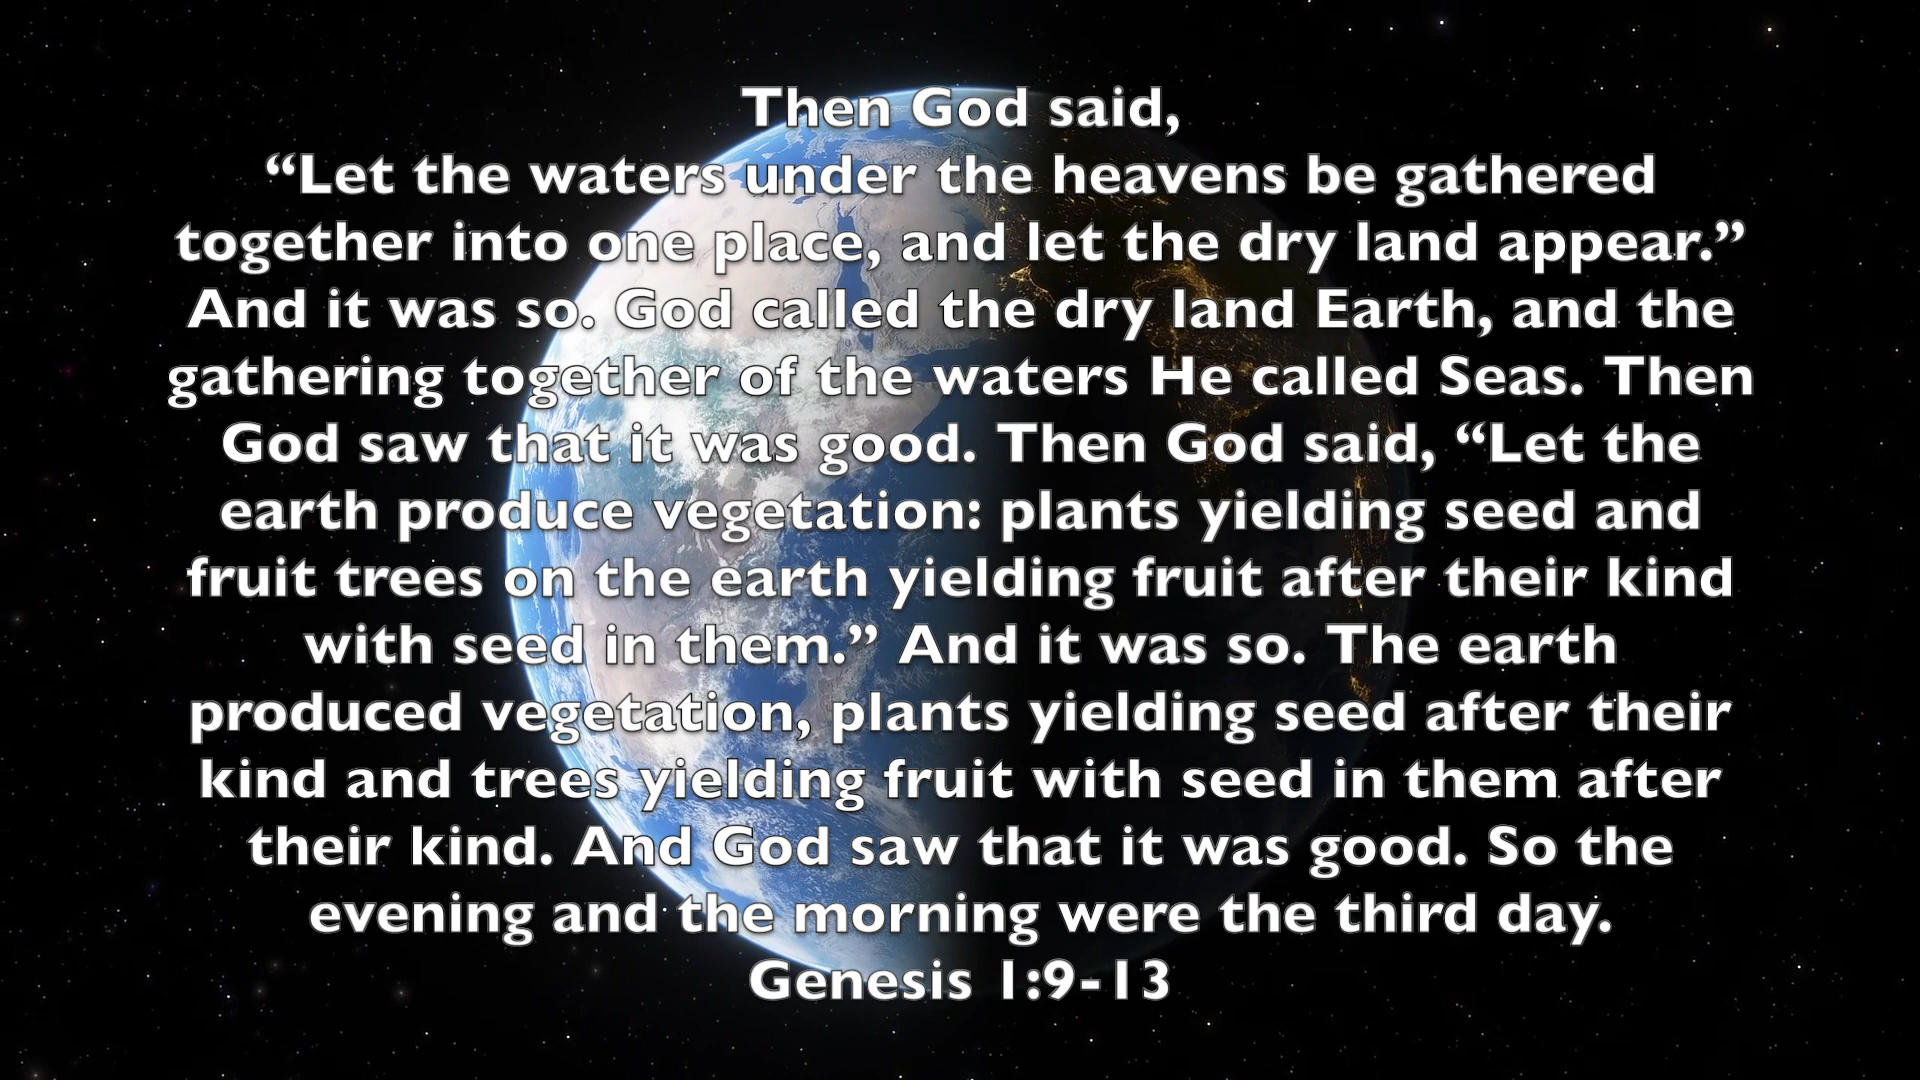 Then God said,
“Let the waters under the heavens be gathered
together into one place, and let the dry land appear.”
And it was so. God called the dry land Earth, and the
gathering together of the waters He called Seas. Then
God saw that it was good. Then God said, “Let the
earth produce vegetation: plants yielding seed and
fruit trees on the earth yielding fruit after their kind
with seed in them.” And it was so. The earth
produced vegetation, plants yielding seed after their
kind and trees yielding fruit with seed in them after
their kind. And God saw that it was good. So the
evening and the morning were the third day.
Genesis 1:9-13